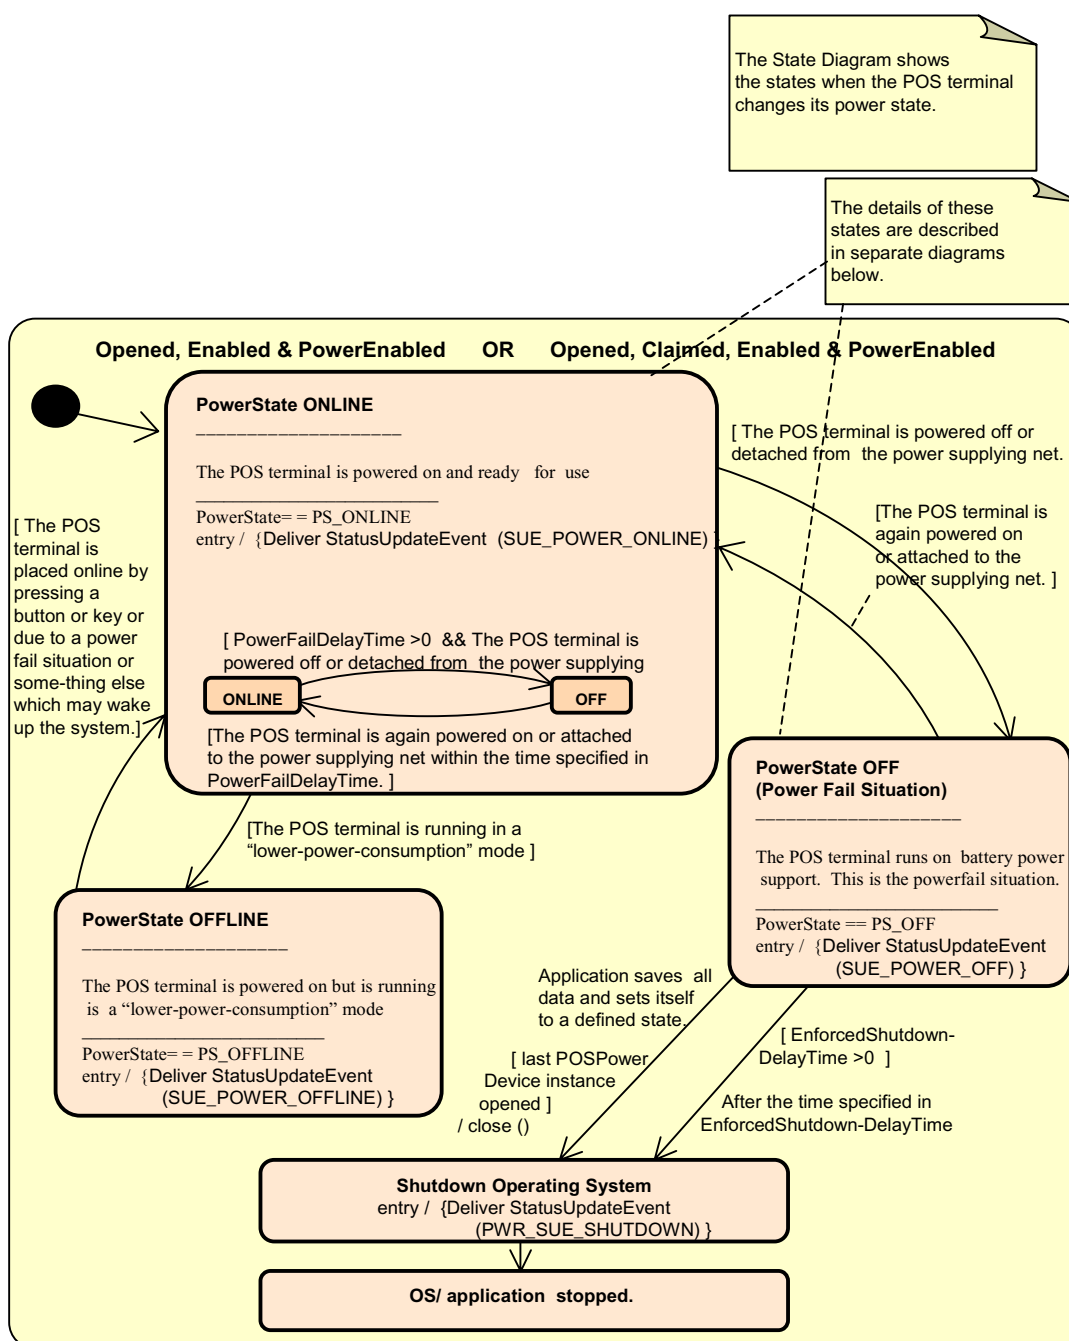 The State Diagram shows
the states when the POS terminal
changes its power state.
The details of these
states are described
in separate diagrams
below.
Opened, Enabled & PowerEnabled OR Opened, Claimed, Enabled & PowerEnabled
PowerState ONLINE
______________________
The POS terminal is powered on and ready for use
__________________________
PowerState= = PS_ONLINE
entry / {Deliver StatusUpdateEvent (SUE_POWER_ONLINE) }
[ PowerFailDelayTime >0 && The POS terminal is
powered off or detached from the power supplying
ONLINE
OFF
[The POS terminal is again powered on or attached
to the power supplying net within the time specified in
PowerFailDelayTime. ]
[ The POS terminal is powered off or
detached from the power supplying net.
[The POS terminal is
again powered on
or attached to the
power supplying net. ]
[ The POS
terminal is
placed online by
pressing a
button or key or
due to a power
fail situation or
some-thing else
which may wake
up the system.]
[The POS terminal is running in a
“lower-power-consumption” mode ]
PowerState OFF
(Power Fail Situation)
______________________
The POS terminal runs on battery power
support. This is the powerfail situation.
__________________________
PowerState == PS_OFF
entry / {Deliver StatusUpdateEvent
(SUE_POWER_OFF) }
PowerState OFFLINE
______________________
The POS terminal is powered on but is running
is a “lower-power-consumption” mode
__________________________
PowerState= = PS_OFFLINE
entry / {Deliver StatusUpdateEvent
(SUE_POWER_OFFLINE) }
Application saves all
data and sets itself
to a defined state.
[ last POSPower
Device instance
opened ]
/ close ()
[ EnforcedShutdown-
DelayTime >0 ]
After the time specified in
EnforcedShutdown-DelayTime
Shutdown Operating System
entry / {Deliver StatusUpdateEvent
(PWR_SUE_SHUTDOWN) }
OS/ application stopped.